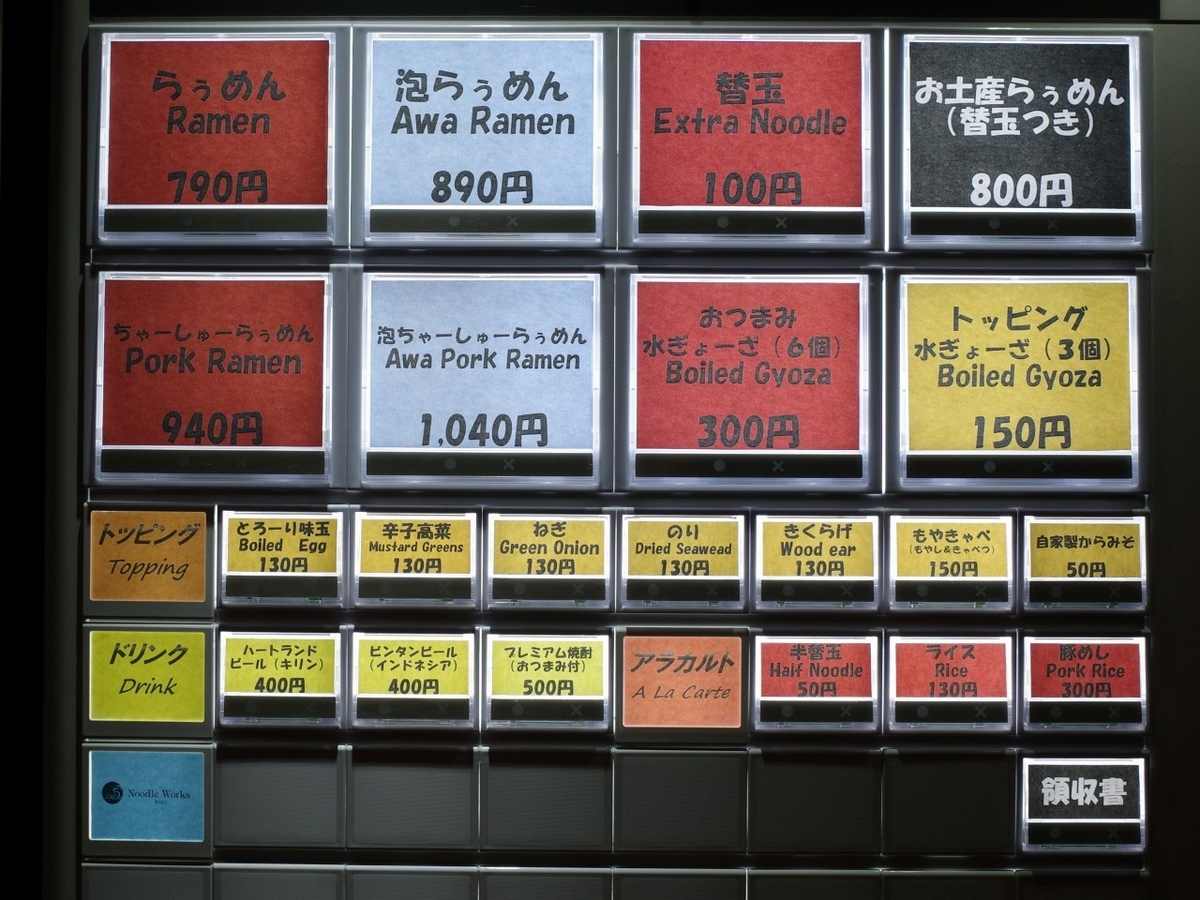 らぅめん
Ramen
790円
泡らぅめん
Awa Ramen
890円
替玉
Extra Noodle
100円
お土産らぅめん
（替玉つき）
800円
ちゃーしゅーらぅめん
Pork Ramen
940円
泡ちゃーしゅーらぅめん
Awa Pork Ramen
1,040円
おつまみ
水ぎょーざ（6個）
Boiled Gyoza
300円
トッピング
水ぎょーざ（3個）
Boiled Gyoza
150円
トッピング
Topping
とろーり味玉
Boiled Egg
130円
辛子高菜
Mustard Greens
130円
ねぎ
Green Onion
130円
のり
Dried Seawead
130円
きくらげ
Wood ear
130円
もやきゃべ
（もやし&きゃべつ）
150円
自家製からみそ
50円
ドリンク
Drink
ハートランド
ビール（キリン）
400円
ビンタンビール
（インドネシア）
400円
プレミアム焼酎
（おつまみ付）
500円
アラカルト
A La Carte
半替玉
Half Noodle
50円
ライス
Rice
130円
豚めし
Pork Rice
300円
Noodle Works
領収書